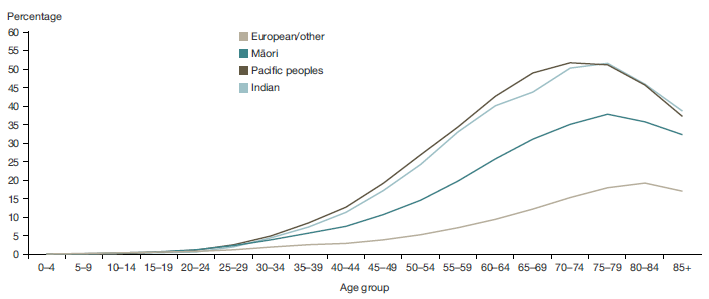 Percentage
60
55
50
45
40
35
30
25
20
15
10
5
0
European/other
Māori
Pacific peoples
Indian
0–4 5–9 10–14 15–19 20–24 25–29 30–34 35–39 40–44 45–49 50–54 55–59 60–64 65–69 70–74 75–79 80–84 85+
Age group